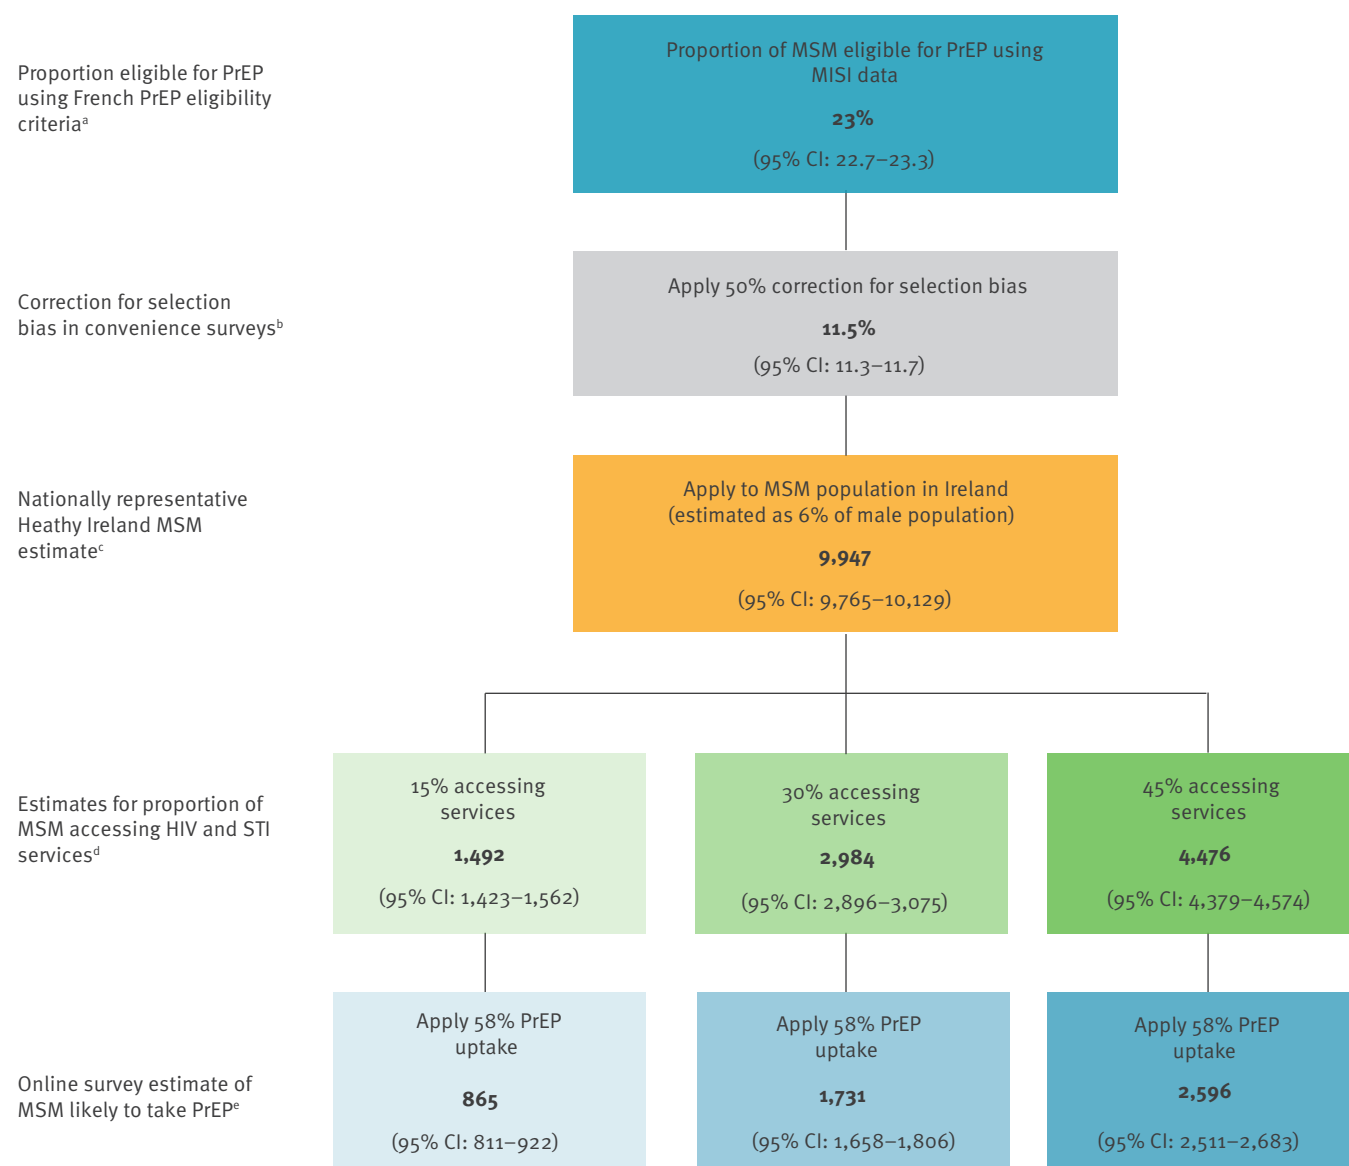 Proportion eligible for PrEP
using French PrEP eligibility
criteriaᵃ
Proportion of MSM eligible for PrEP using
MISI data
23%
(95% CI: 22.7–23.3)
Correction for selection
bias in convenience surveysᵇ
Apply 50% correction for selection bias
11.5%
(95% CI: 11.3–11.7)
Nationally representative
Heathy Ireland MSM
estimateᶜ
Apply to MSM population in Ireland
(estimated as 6% of male population)
9,947
(95% CI: 9,765–10,129)
Estimates for proportion of
MSM accessing HIV and STI
servicesᵈ
15% accessing
services
1,492
(95% CI: 1,423–1,562)
30% accessing
services
2,984
(95% CI: 2,896–3,075)
45% accessing
services
4,476
(95% CI: 4,379–4,574)
Online survey estimate of
MSM likely to take PrEPᵉ
Apply 58% PrEP
uptake
865
(95% CI: 811–922)
Apply 58% PrEP
uptake
1,731
(95% CI: 1,658–1,806)
Apply 58% PrEP
uptake
2,596
(95% CI: 2,511–2,683)